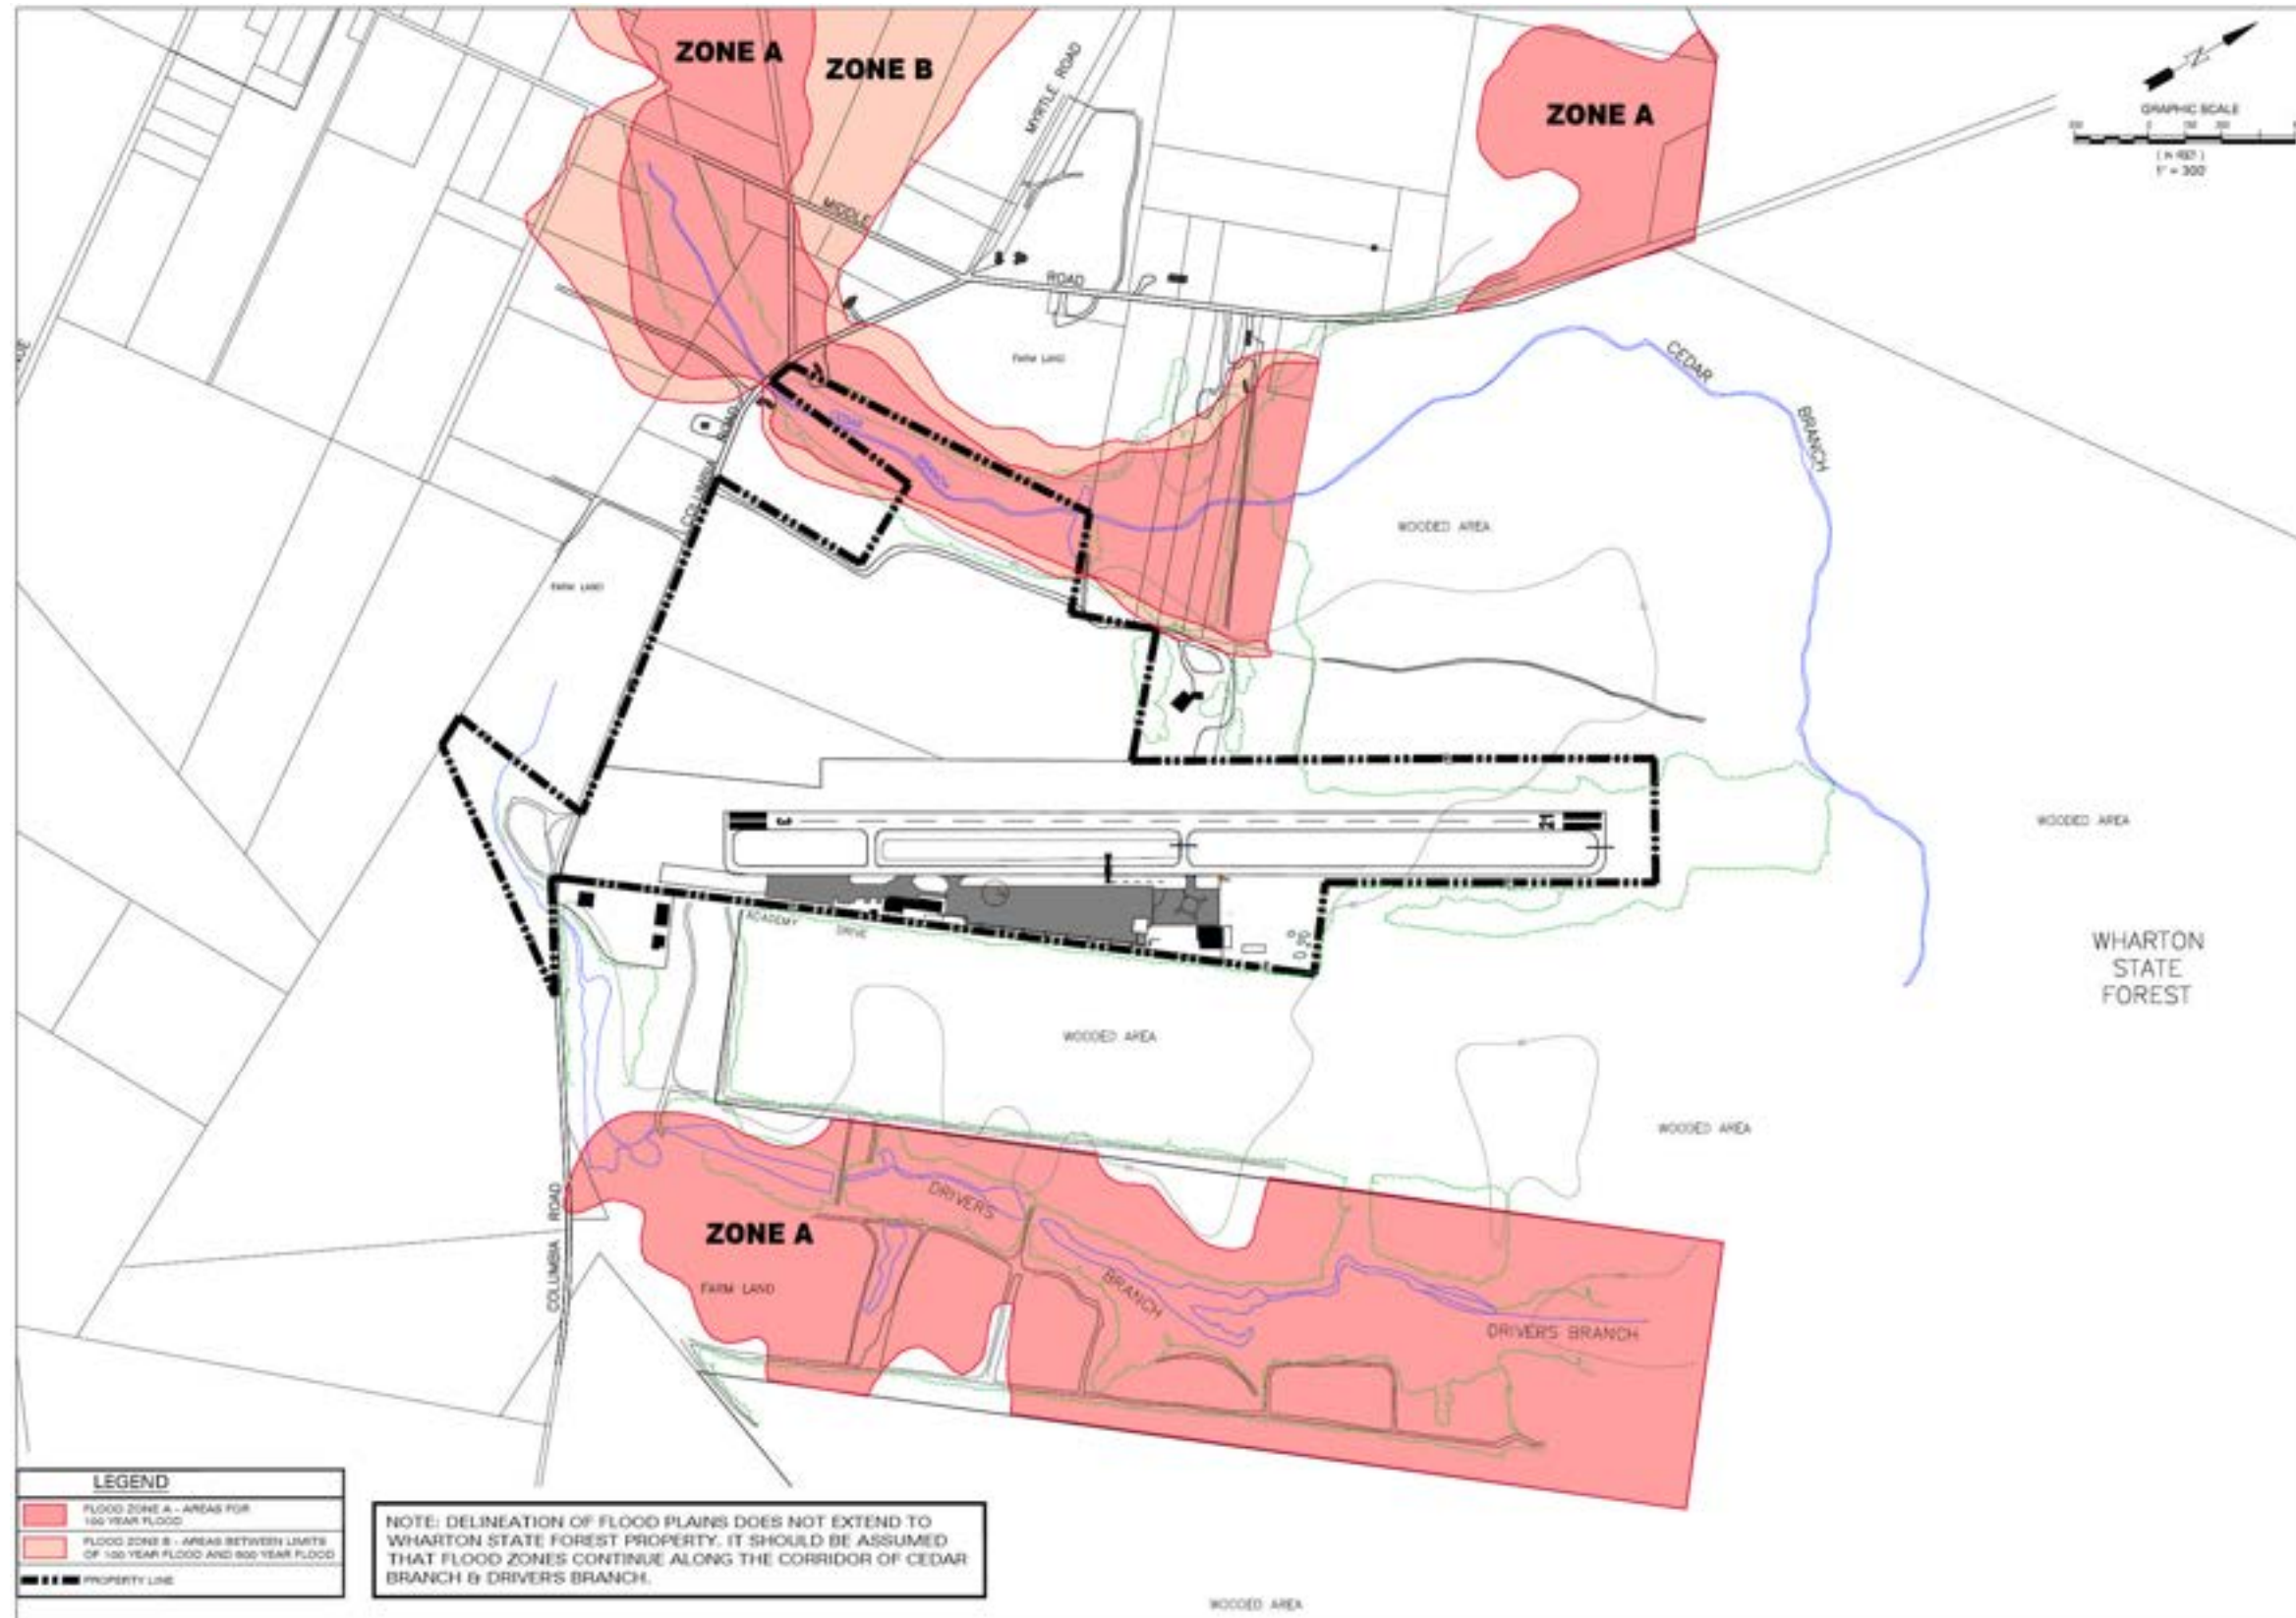 ZONE A
ZONE B
MYRTLE ROAD
ZONE A
N
GRAPHIC SCALE
1" = 300'
MIDDLE
ROAD
FARM LAND
CEDAR
BRANCH
CEDAR
BRANCH
COLUMBIA ROAD
WOODED AREA
FARM LAND
3
21
WOODED AREA
ACADEMY DRIVE
WHARTON
STATE
FOREST
WOODED AREA
WOODED AREA
COLUMBIA ROAD
ZONE A
FARM LAND
DRIVERS
BRANCH
DRIVER'S BRANCH
LEGEND
FLOOD ZONE A - AREAS FOR
100 YEAR FLOOD
FLOOD ZONE B - AREAS BETWEEN LIMITS
OF 100 YEAR FLOOD AND 500 YEAR FLOOD
PROPERTY LINE
NOTE: DELINEATION OF FLOOD PLAINS DOES NOT EXTEND TO
WHARTON STATE FOREST PROPERTY. IT SHOULD BE ASSUMED
THAT FLOOD ZONES CONTINUE ALONG THE CORRIDOR OF CEDAR
BRANCH & DRIVER'S BRANCH.
WOODED AREA